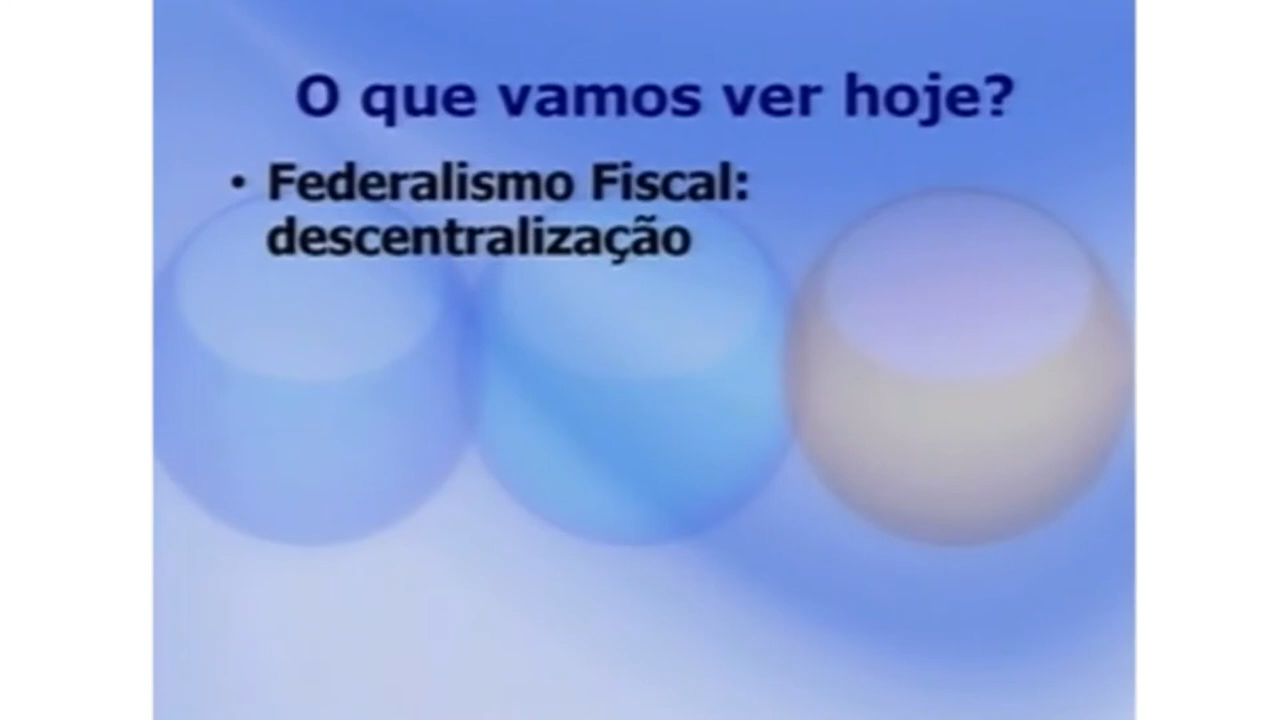 O que vamos ver hoje?
• Federalismo Fiscal:
descentralização